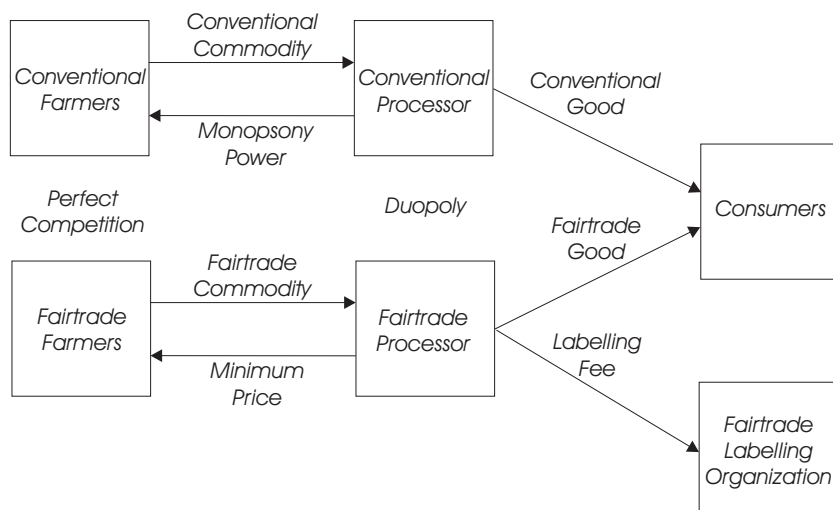 Conventional
Commodity
Conventional
Farmers
Conventional
Processor
Monopsony
Power
Conventional
Good
Perfect
Competition
Duopoly
Consumers
Fairtrade
Good
Fairtrade
Commodity
Fairtrade
Farmers
Fairtrade
Processor
Minimum
Price
Labelling
Fee
Fairtrade
Labelling
Organization